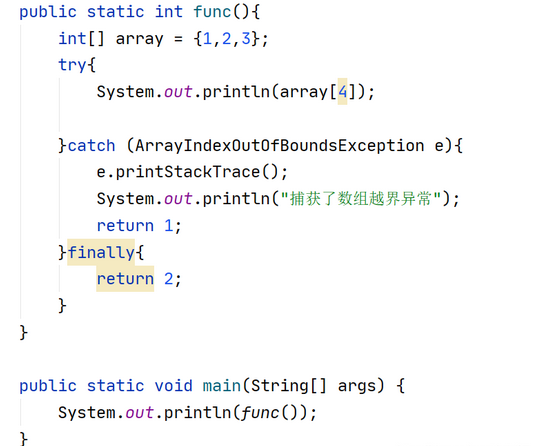 public static int func(){
    int[] array = {1,2,3};
    try{
        System.out.println(array[4]);

    }catch (ArrayIndexOutOfBoundsException e){
        e.printStackTrace();
        System.out.println("捕获了数组越界异常");
        return 1;
    }finally{
        return 2;
    }
}

public static void main(String[] args) {
    System.out.println(func());
}